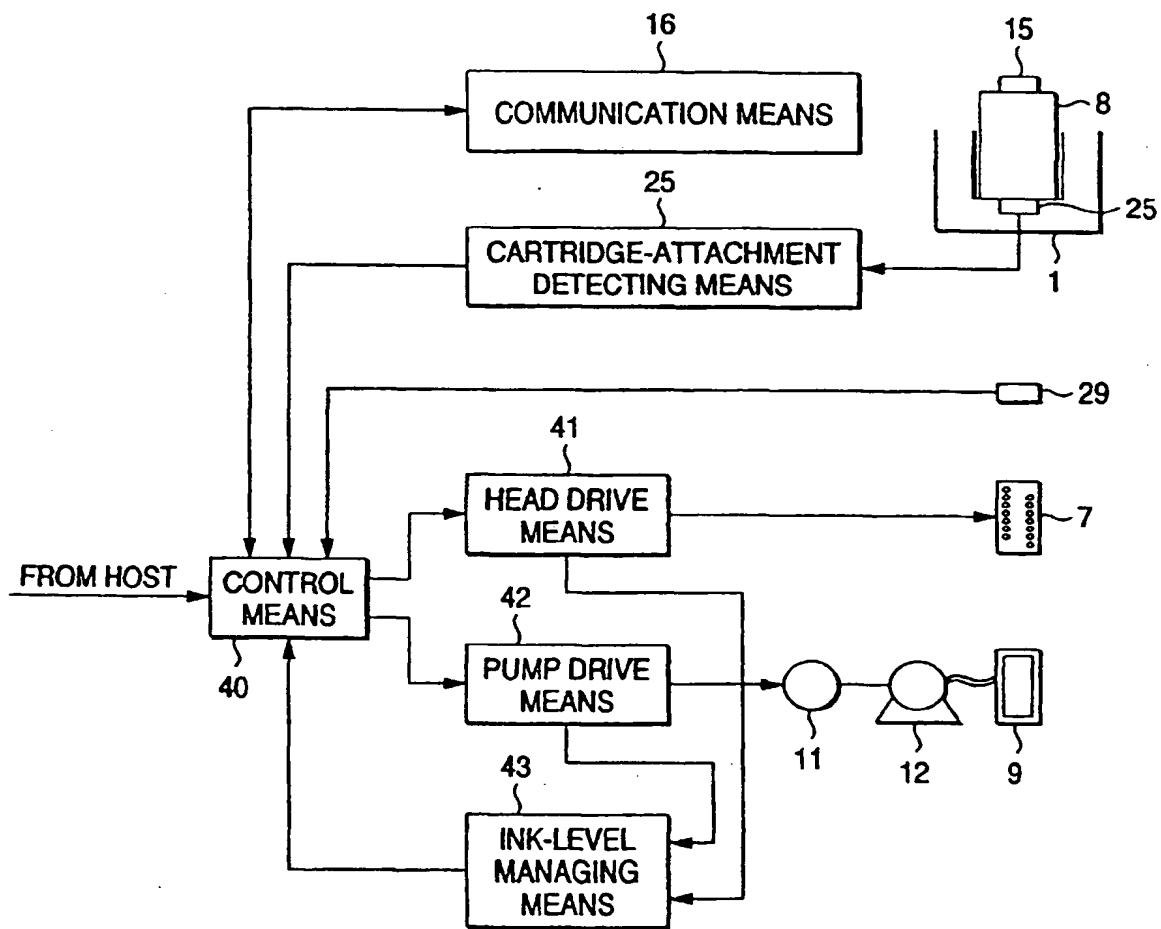 16
COMMUNICATION MEANS
15
8
25
CARTRIDGE-ATTACHMENT
DETECTING MEANS
25
1
29
41
HEAD DRIVE
MEANS
7
FROM HOST
CONTROL
MEANS
40
42
PUMP DRIVE
MEANS
11
12
9
43
INK-LEVEL
MANAGING
MEANS